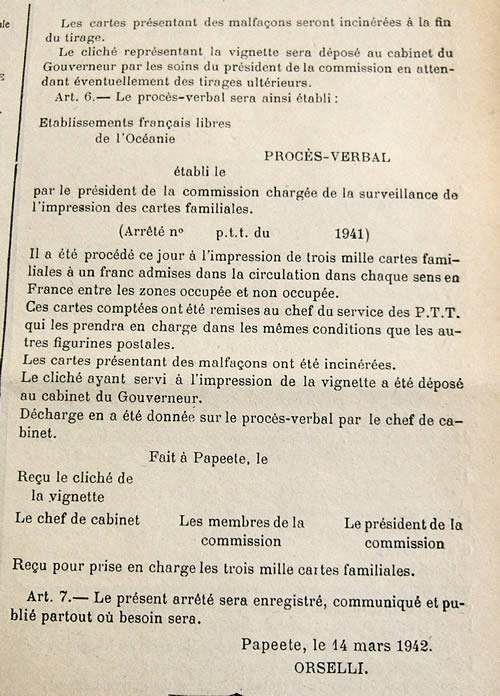 Les cartes présentant des malfaçons seront incinérées à la fin
du tirage.
Le cliché représentant la vignette sera déposé au cabinet du
Gouverneur par les soins du président de la commission en atten-
dant éventuellement des tirages ultérieurs.
Art. 6.— Le procès-verbal sera ainsi établi :
Etablissements français libres
de l'Océanie
PROCÈS-VERBAL
établi le
par le président de la commission chargée de la surveillance de
l'impression des cartes familiales.
(Arrêté nº p.t.t. du 1941)
Il a été procédé ce jour à l'impression de trois mille cartes fami-
liales à un franc admises dans la circulation dans chaque sens en
France entre les zones occupée et non occupée.
Ces cartes comptées ont été remises au chef du service des P.T.T.
qui les prendra en charge dans les mêmes conditions que les au-
tres figurines postales.
Les cartes présentant des malfaçons ont été incinérées.
Le cliché ayant servi à l'impression de la vignette a été déposé
au cabinet du Gouverneur.
Décharge en a été donnée sur le procès-verbal par le chef de ca-
binet.
Fait à Papeete, le
Reçu le cliché de
la vignette
Le chef de cabinet Les membres de la Le président de la
commission commission
Reçu pour prise en charge les trois mille cartes familiales.
Art. 7.— Le présent arrêté sera enregistré, communiqué et pu-
blié partout où besoin sera.
Papeete, le 14 mars 1942.
ORSELLI.